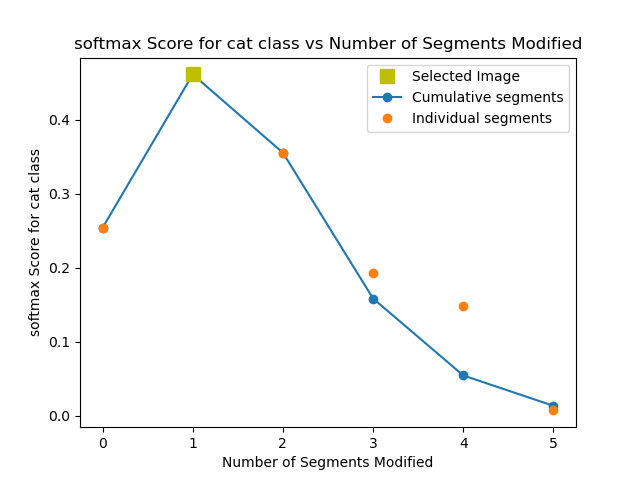 softmax Score for cat class vs Number of Segments Modified
Selected Image
Cumulative segments
Individual segments
softmax Score for cat class
0.4
0.3
0.2
0.1
0.0
0 1 2 3 4 5
Number of Segments Modified